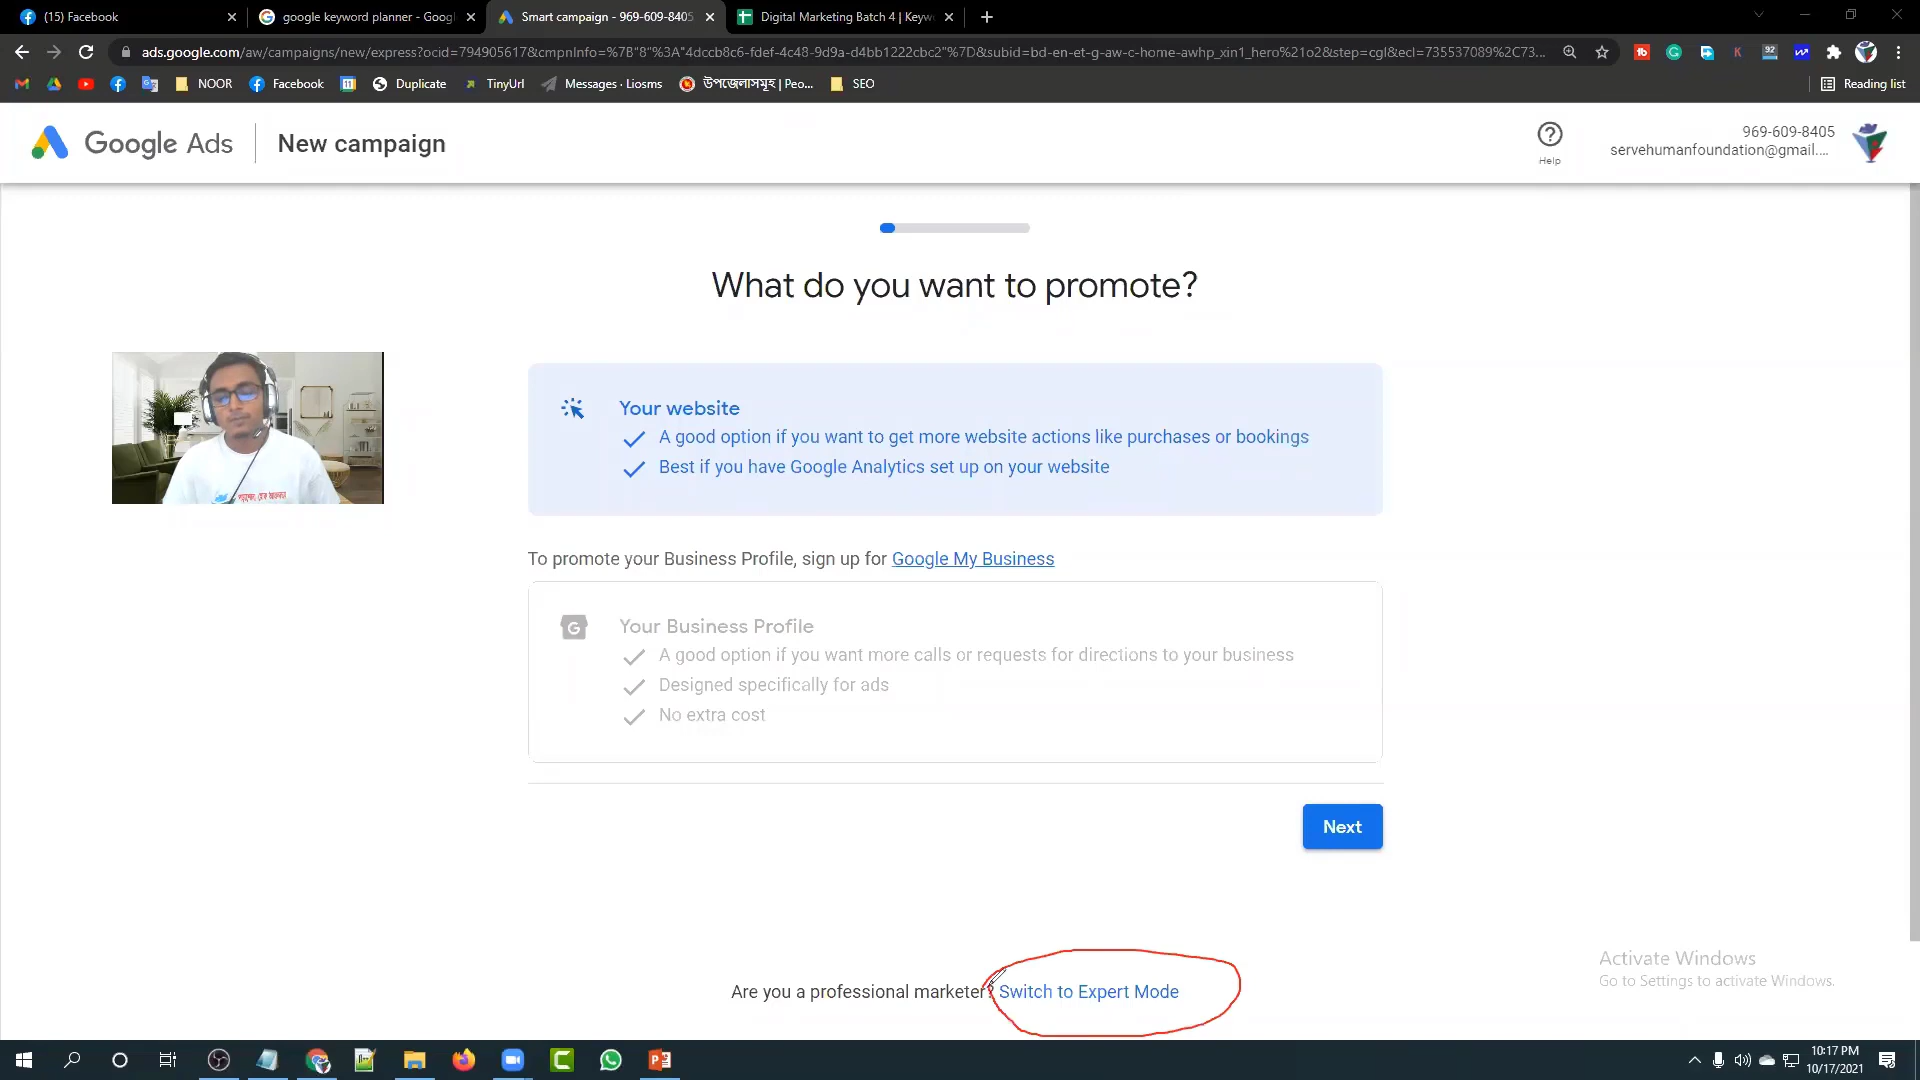 (15) Facebook
google keyword planner - Googl
Smart campaign - 969-609-8405
Digital Marketing Batch 4 | Keyw
ads.google.com/aw/campaigns/new/express?ocid=794905617&cmpnInfo=%7B"8"%3A"4dccb8c6-fdef-4c48-9d9a-d4bb1222cbc2"%7D&subid=bd-en-et-g-aw-c-home-awhp_xin1_hero%21o2&step=cgl&ecl=735537089%2C73...
NOOR
Facebook
Duplicate
TinyUrl
Messages · Liosms
উপজেলাসমূহ | Peo...
SEO
Reading list
Google Ads
New campaign
Help
969-609-8405
servehumanfoundation@gmail....
What do you want to promote?
Your website
A good option if you want to get more website actions like purchases or bookings
Best if you have Google Analytics set up on your website
To promote your Business Profile, sign up for Google My Business
Your Business Profile
A good option if you want more calls or requests for directions to your business
Designed specifically for ads
No extra cost
Next
Are you a professional marketer? Switch to Expert Mode
Activate Windows
Go to Settings to activate Windows.
10:17 PM
10/17/2021